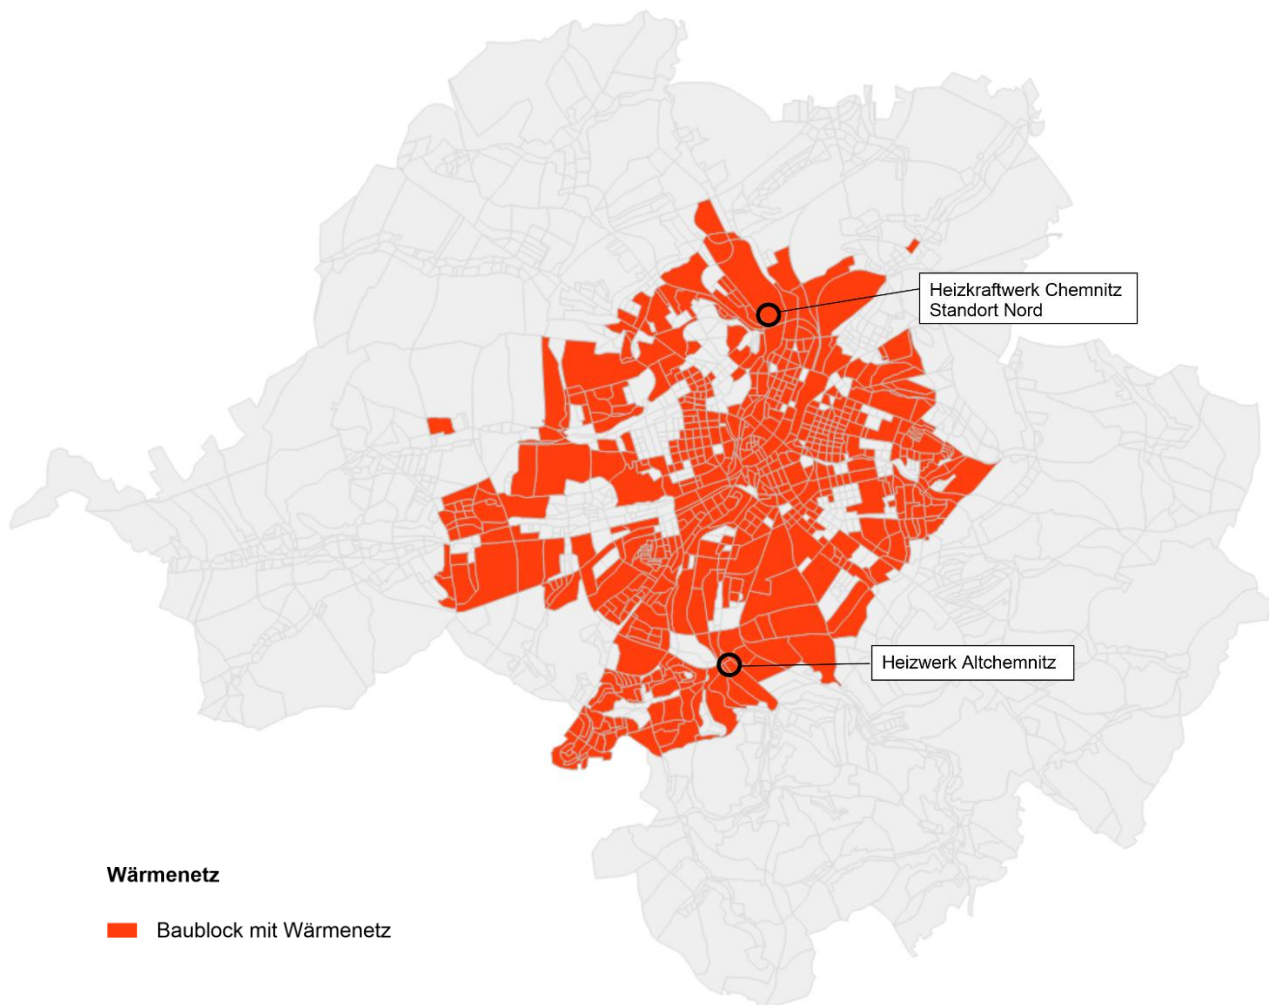 Heizkraftwerk Chemnitz
Standort Nord
Heizwerk Altchemnitz
Wärmenetz
Baublock mit Wärmenetz